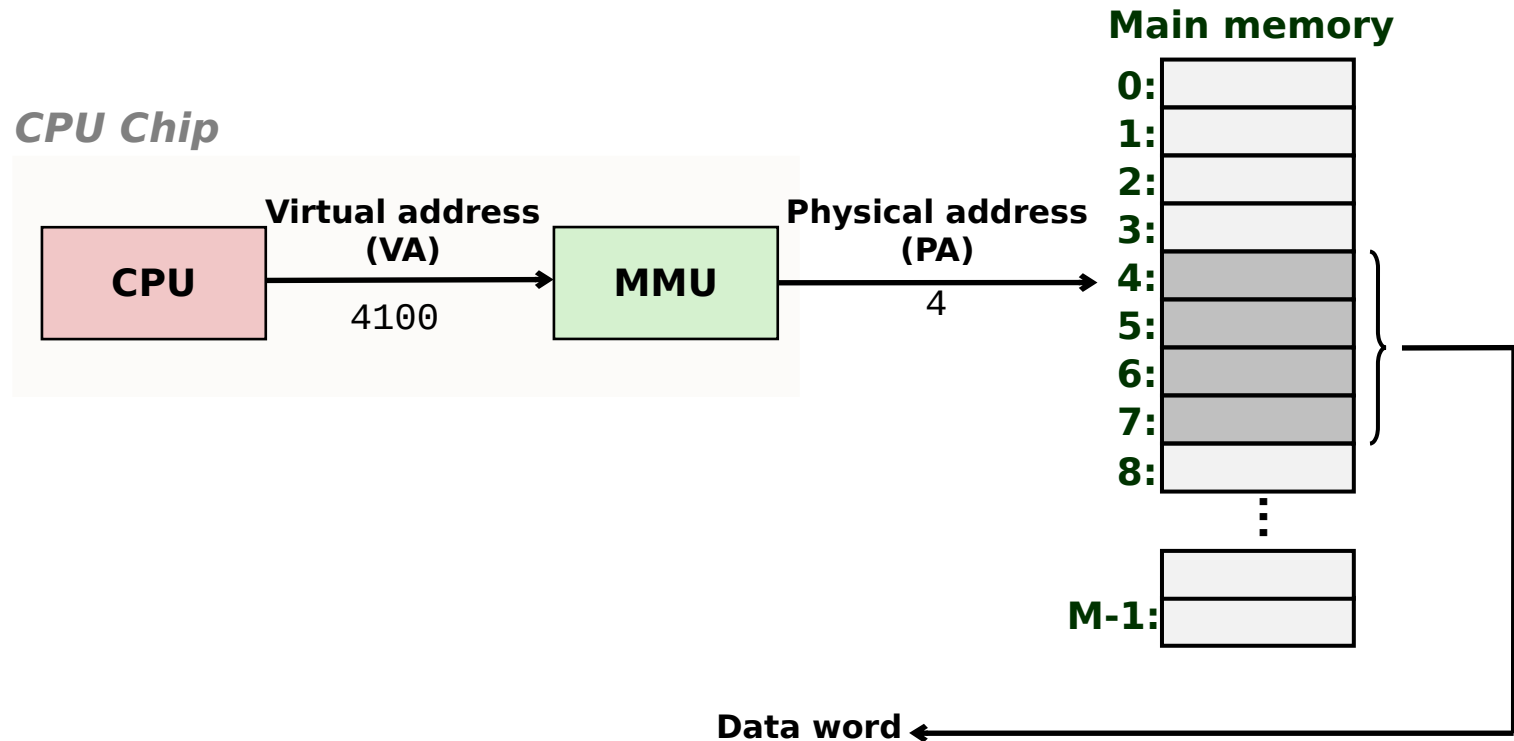 Main memory
0:
1:
CPU Chip
2:
Virtual address
(VA)
Physical address
(PA)
3:
CPU
MMU
4:
4100
4
5:
6:
7:
8:
M-1:
Data word